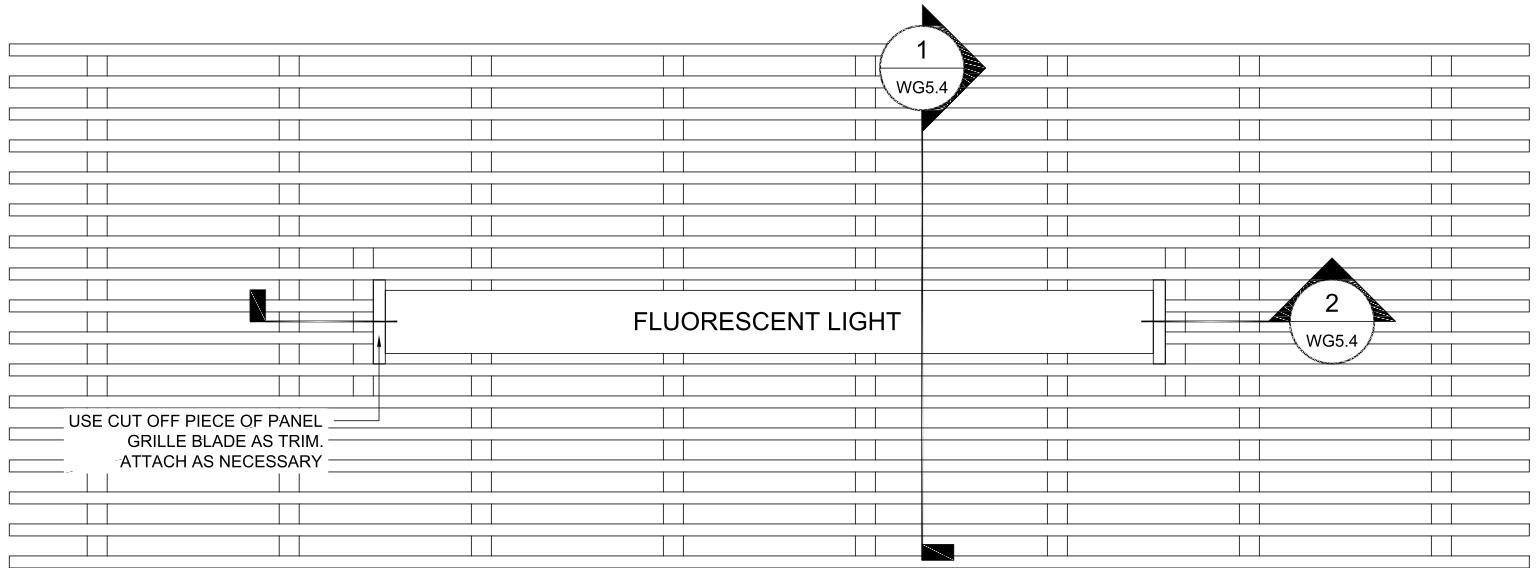 1
WG5.4
FLUORESCENT LIGHT
2
WG5.4
USE CUT OFF PIECE OF PANEL
GRILLE BLADE AS TRIM.
ATTACH AS NECESSARY